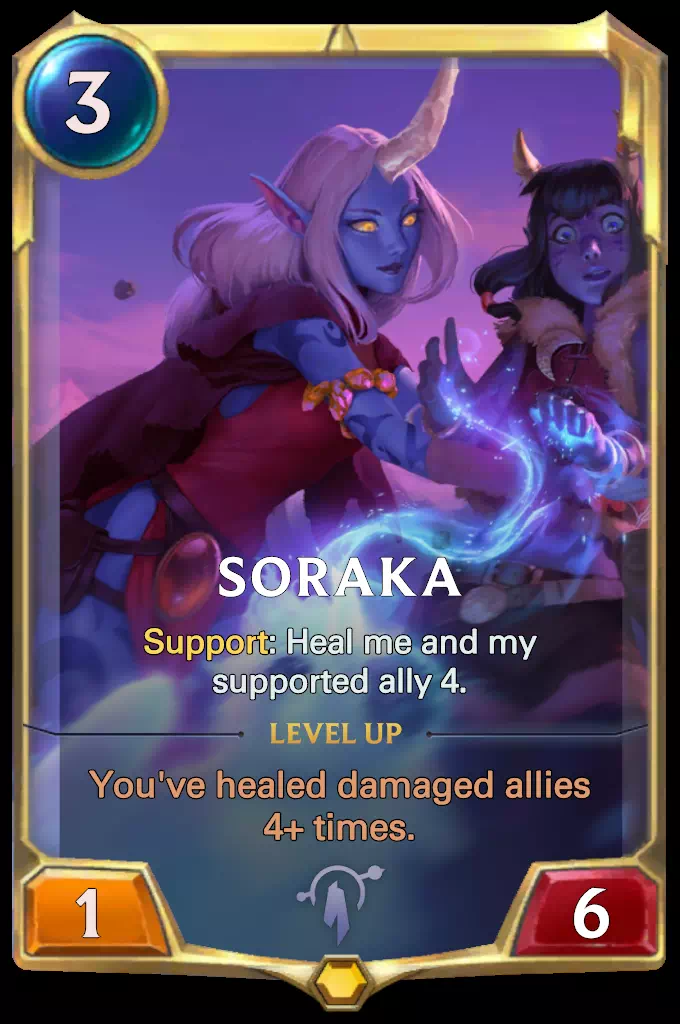 3
SORAKA
Support: Heal me and my
supported ally 4.
LEVEL UP
You've healed damaged allies
4+ times.
1
6